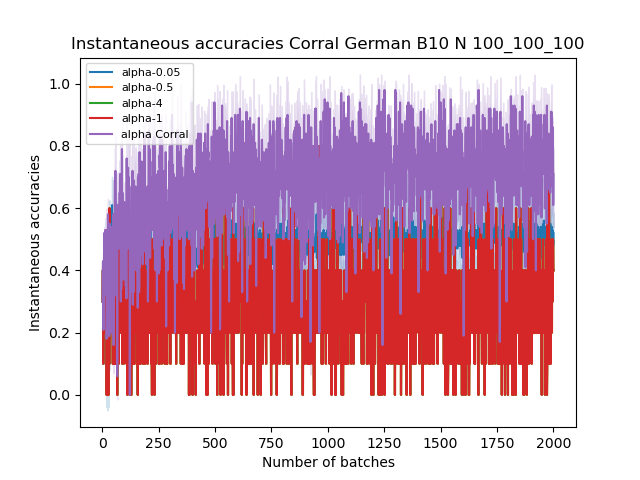 Instantaneous accuracies Corral German B10 N 100_100_100
alpha-0.05
alpha-0.5
alpha-4
alpha-1
alpha Corral
1.0
0.8
0.6
0.4
0.2
0.0
Instantaneous accuracies
0 250 500 750 1000 1250 1500 1750 2000
Number of batches